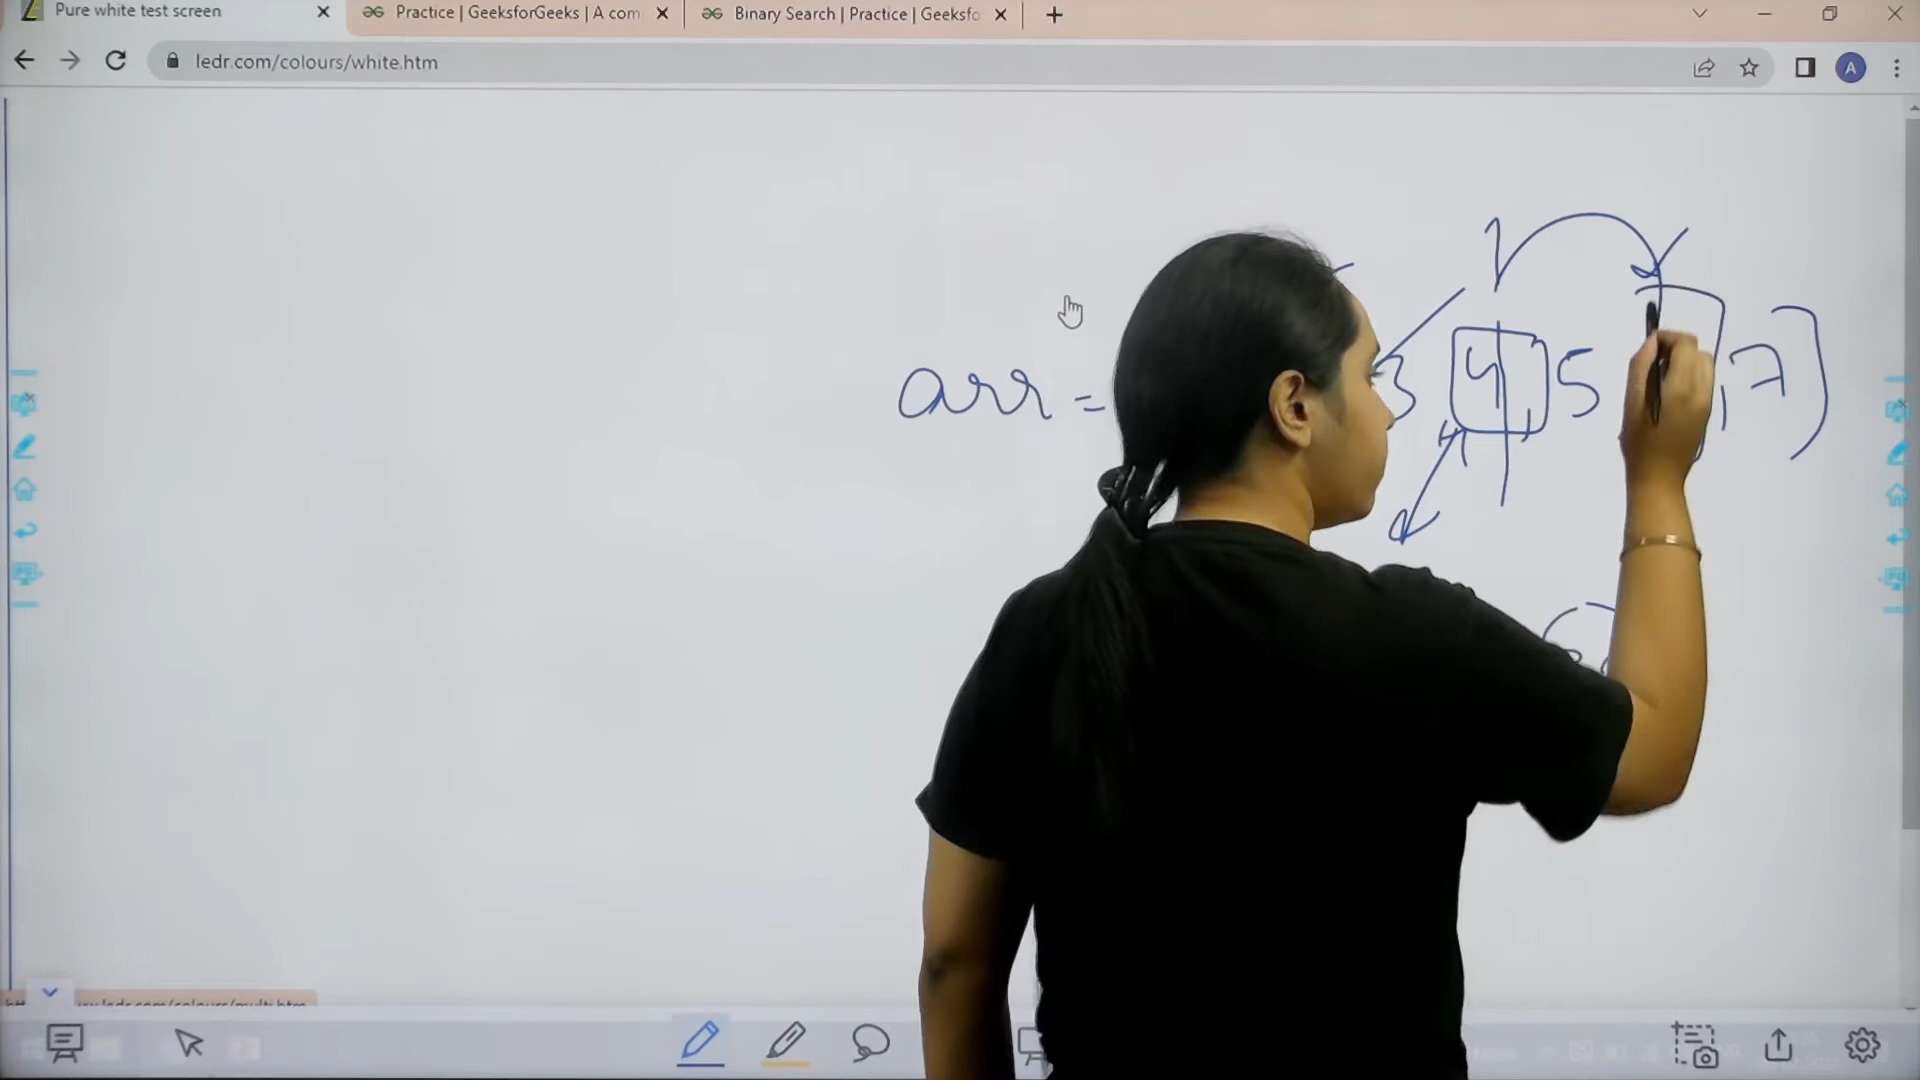 Pure white test screen
Practice | GeeksforGeeks | A com
Binary Search | Practice | Geeksfo
ledr.com/colours/white.htm
A
arr = 3 4, 5 , 7]